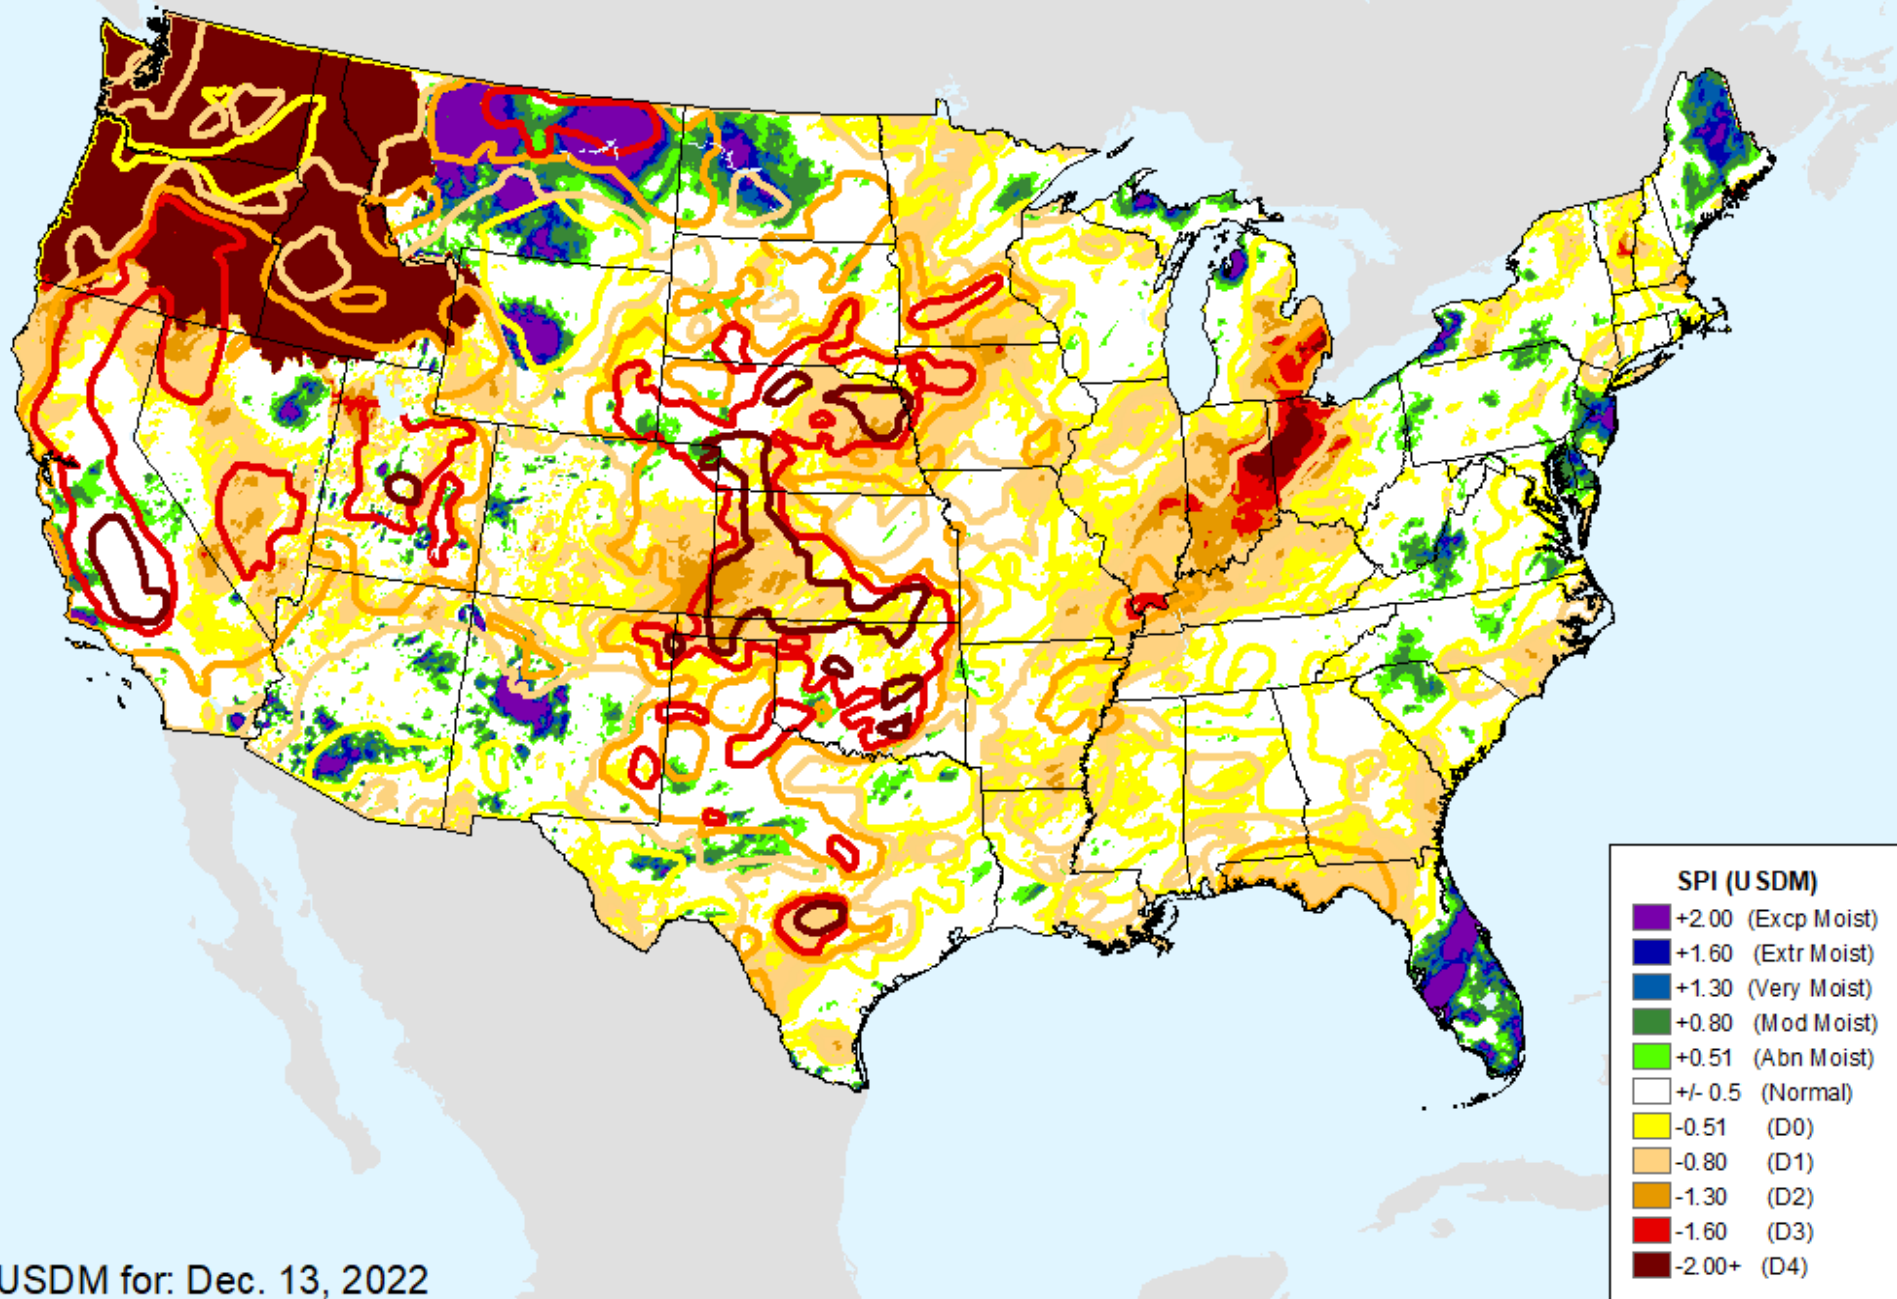 SPI (USDM)
+2.00 (Excp Moist)
+1.60 (Extr Moist)
+1.30 (Very Moist)
+0.80 (Mod Moist)
+0.51 (Abn Moist)
+/- 0.5 (Normal)
-0.51 (D0)
-0.80 (D1)
-1.30 (D2)
-1.60 (D3)
-2.00+ (D4)
USDM for: Dec. 13, 2022